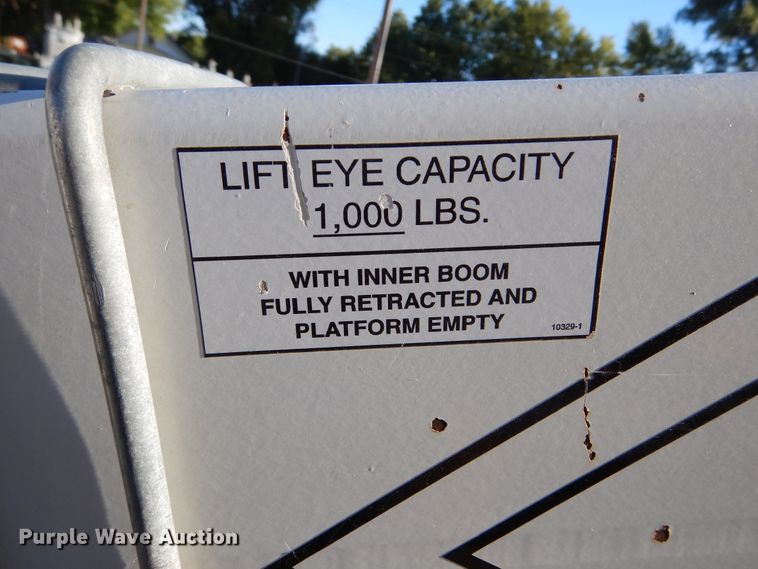 LIFT EYE CAPACITY
1,000 LBS.
WITH INNER BOOM
FULLY RETRACTED AND
PLATFORM EMPTY
10329-1
Purple Wave Auction